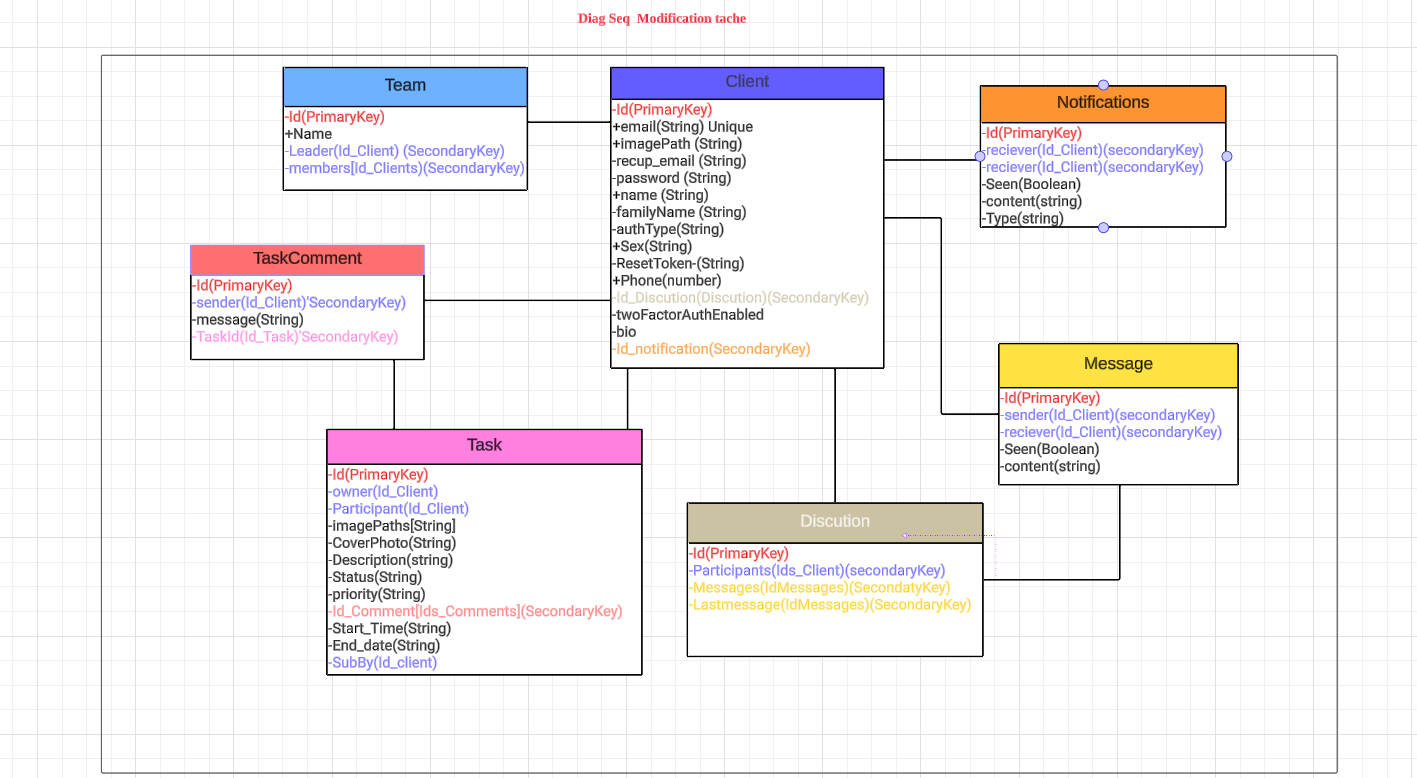 Diag Seq Modification tache
Team
-Id(PrimaryKey)
+Name
-Leader(Id_Client) (SecondaryKey)
-members[Id_Clients)(SecondaryKey)
Client
-Id(PrimaryKey)
+email(String) Unique
+imagePath (String)
-recup_email (String)
-password (String)
+name (String)
-familyName (String)
-authType(String)
+Sex(String)
-ResetToken-(String)
+Phone(number)
-Id_Discution(Discution)(SecondaryKey)
-twoFactorAuthEnabled
-bio
-Id_notification(SecondaryKey)
Notifications
-Id(PrimaryKey)
-reciever(Id_Client)(secondaryKey)
-reciever(Id_Client)(secondaryKey)
-Seen(Boolean)
-content(string)
-Type(string)
TaskComment
-Id(PrimaryKey)
-sender(Id_Client)'SecondaryKey)
-message(String)
-TaskId(Id_Task)'SecondaryKey)
Message
-Id(PrimaryKey)
-sender(Id_Client)(secondaryKey)
-reciever(Id_Client)(secondaryKey)
-Seen(Boolean)
-content(string)
Task
-Id(PrimaryKey)
-owner(Id_Client)
-Participant(Id_Client)
-imagePaths[String]
-CoverPhoto(String)
-Description(string)
-Status(String)
-priority(String)
-Id_Comment[Ids_Comments](SecondaryKey)
-Start_Time(String)
-End_date(String)
-SubBy(Id_client)
Discution
-Id(PrimaryKey)
-Participants(Ids_Client)(secondaryKey)
-Messages(IdMessages)(SecondatyKey)
-Lastmessage(IdMessages)(SecondaryKey)